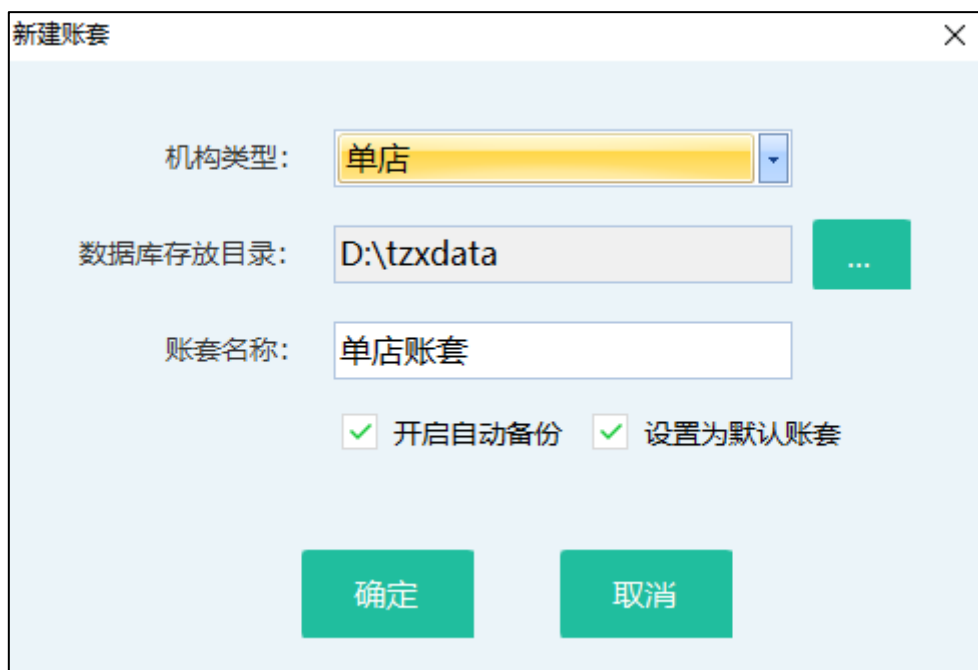 新建账套
机构类型： 单店
数据库存放目录： D:\tzxdata ...
账套名称： 单店账套
开启自动备份 设置为默认账套
确定 取消